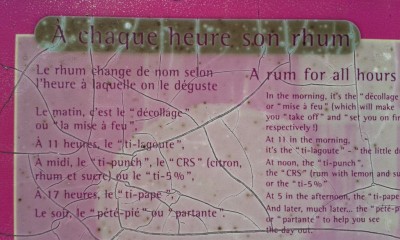 A chaque heure son rhum
Le rhum change de nom selon
l'heure à laquelle on le déguste
Le matin, c'est le "décollage"
où "la mise à feu".
À 11 heures, le "ti-lagoute",
À midi, le "ti-punch", le "CRS" (citron,
rhum et sucre) ou le "ti-5%",
À 17 heures, le "ti-pape",
Le soir, le "pété-pié" ou "partante".
A rum for all hours
In the morning, it's the "décollage
or "mise à feu" (which will make
you "take off" and "set you on fir
respectively !)
At 11 in the morning,
it's the "ti-lagoute" - "the little dr
At noon, the "ti-punch",
the "CRS" (rum with lemon and su
or the "ti-5%"
At 5 in the afternoon, the "ti-pape
And later, much later... the "pété-p
or "partante" to help you see
the day out.